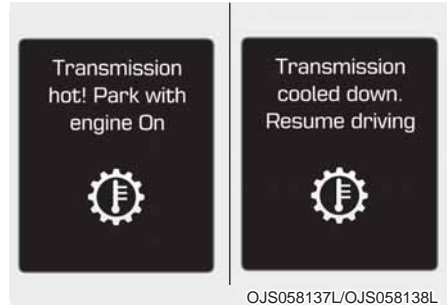 Transmission
hot! Park with
engine On
Transmission
cooled down.
Resume driving
OJS058137L/OJS058138L